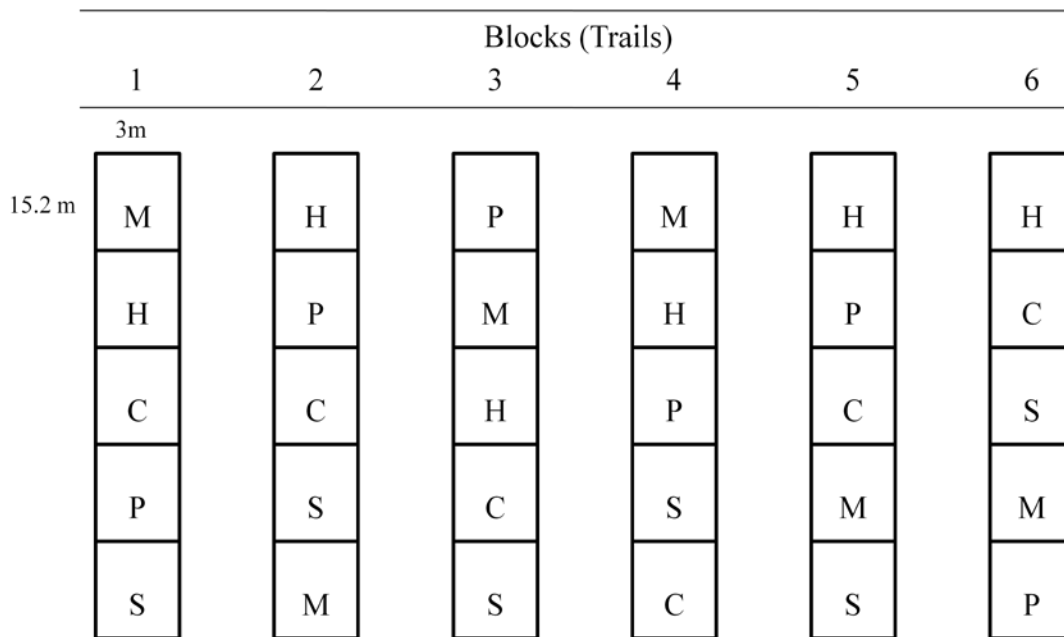 Blocks (Trails)
1 2 3 4 5 6
3m
15.2 m
M H P M H H
H P M H P C
C C H P C S
P S C S M M
S M S C S P